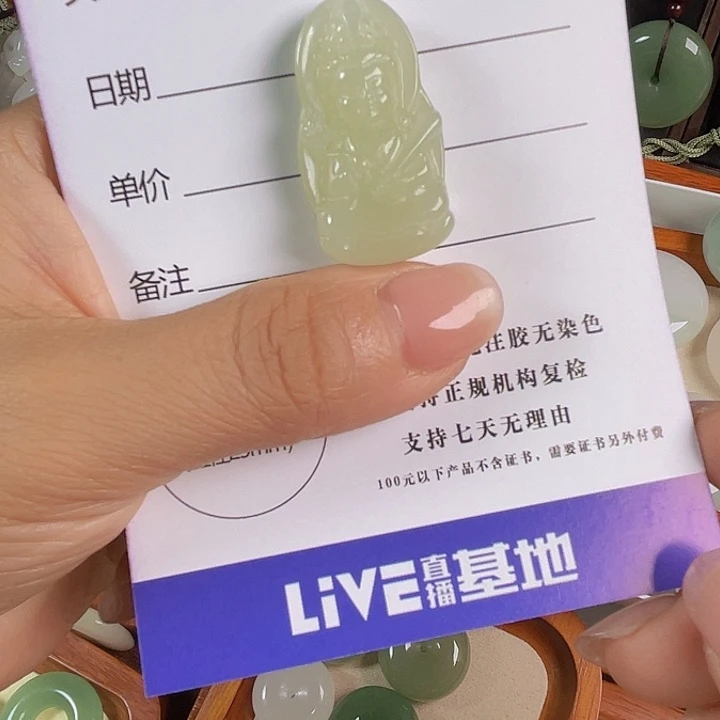 日期
单价
备注
注胶无染色
正规机构复检
支持七天无理由
100元以下产品不含证书，需要证书另外付费
LiVE直播基地